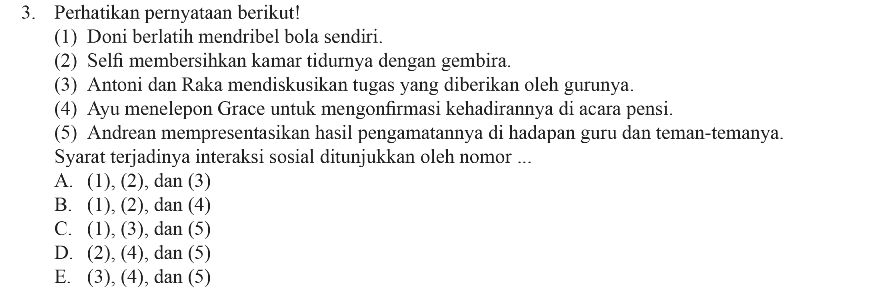 3. Perhatikan pernyataan berikut!
(1) Doni berlatih mendribel bola sendiri.
(2) Selfi membersihkan kamar tidurnya dengan gembira.
(3) Antoni dan Raka mendiskusikan tugas yang diberikan oleh gurunya.
(4) Ayu menelepon Grace untuk mengonfirmasi kehadirannya di acara pensi.
(5) Andrean mempresentasikan hasil pengamatannya di hadapan guru dan teman-temanya.
Syarat terjadinya interaksi sosial ditunjukkan oleh nomor ...
A. (1), (2), dan (3)
B. (1), (2), dan (4)
C. (1), (3), dan (5)
D. (2), (4), dan (5)
E. (3), (4), dan (5)